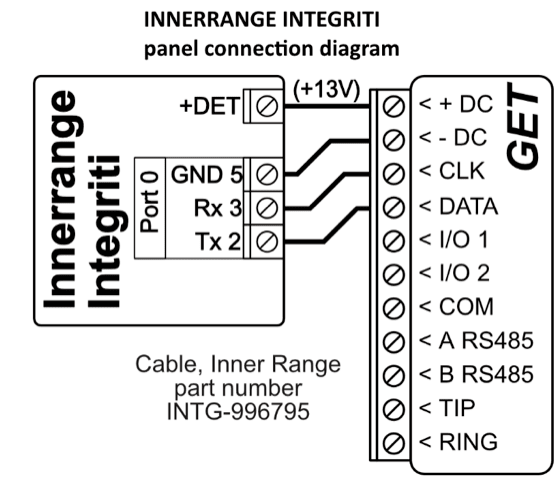 INNERRANGE INTEGRITI
panel connection diagram
Innerrange
Integriti
+DET
(+13V)
Port 0
GND 5
Rx 3
Tx 2
GET
< + DC
< - DC
< CLK
< DATA
< I/O 1
< I/O 2
< COM
< A RS485
< B RS485
< TIP
< RING
Cable, Inner Range
part number
INTG-996795